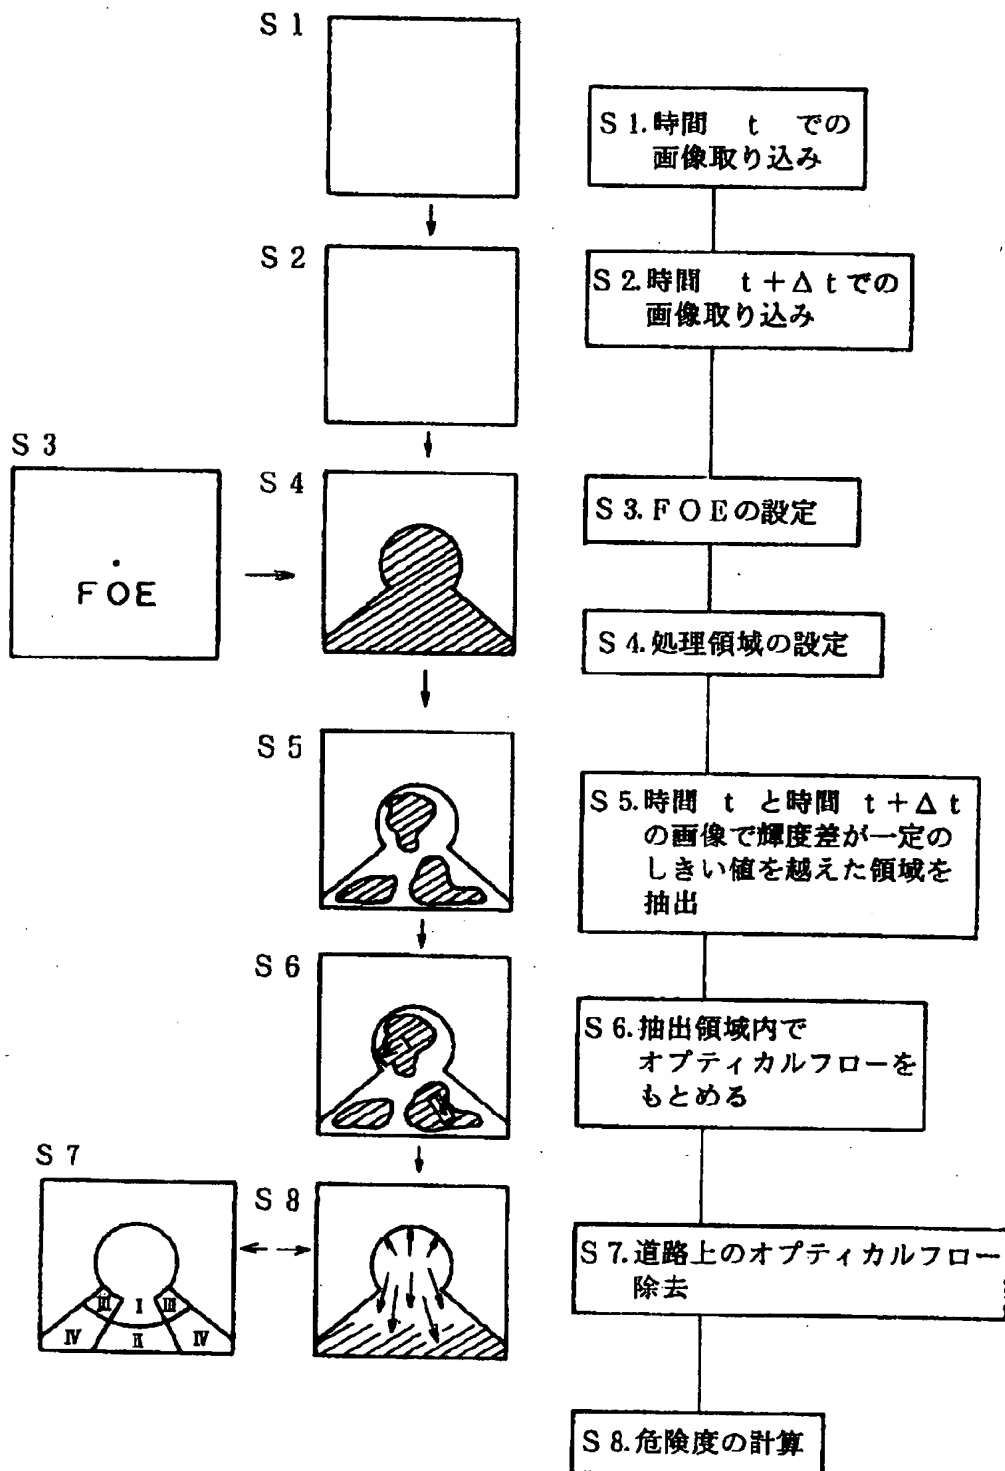 S 1
S 1. 時間 t での
画像取り込み
S 2
S 2. 時間 t+Δt での
画像取り込み
S 3
FOE
S 4
S 3. FOEの設定
S 4. 処理領域の設定
S 5
S 5. 時間 t と時間 t+Δt
の画像で輝度差が一定の
しきい値を越えた領域を
抽出
S 6
S 6. 抽出領域内で
オプティカルフローを
もとめる
S 7
III I III
IV II IV
S 8
S 7. 道路上のオプティカルフロー
除去
S 8. 危険度の計算